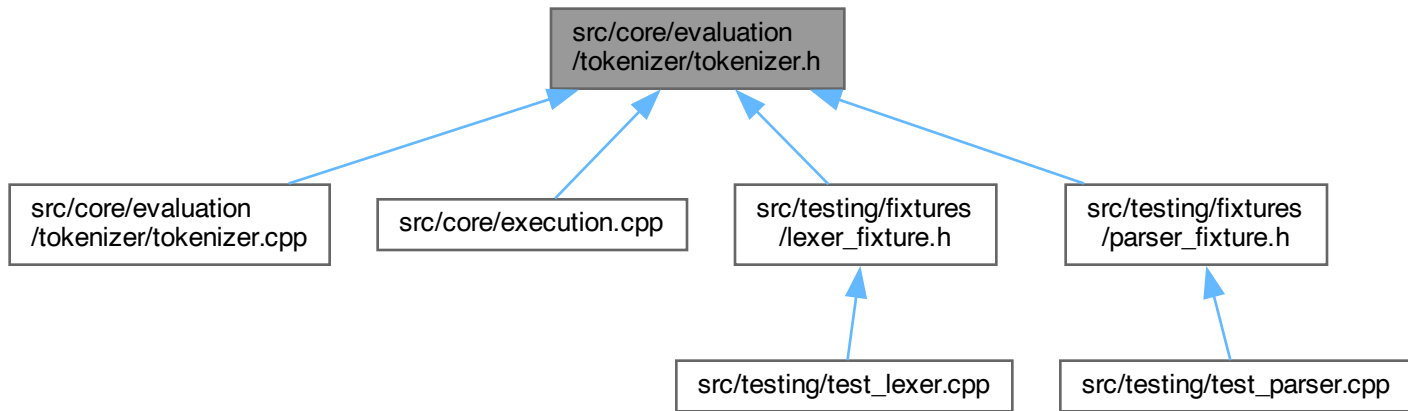 src/core/evaluation
/tokenizer/tokenizer.h
src/core/evaluation
/tokenizer/tokenizer.cpp
src/core/execution.cpp
src/testing/fixtures
/lexer_fixture.h
src/testing/fixtures
/parser_fixture.h
src/testing/test_lexer.cpp
src/testing/test_parser.cpp